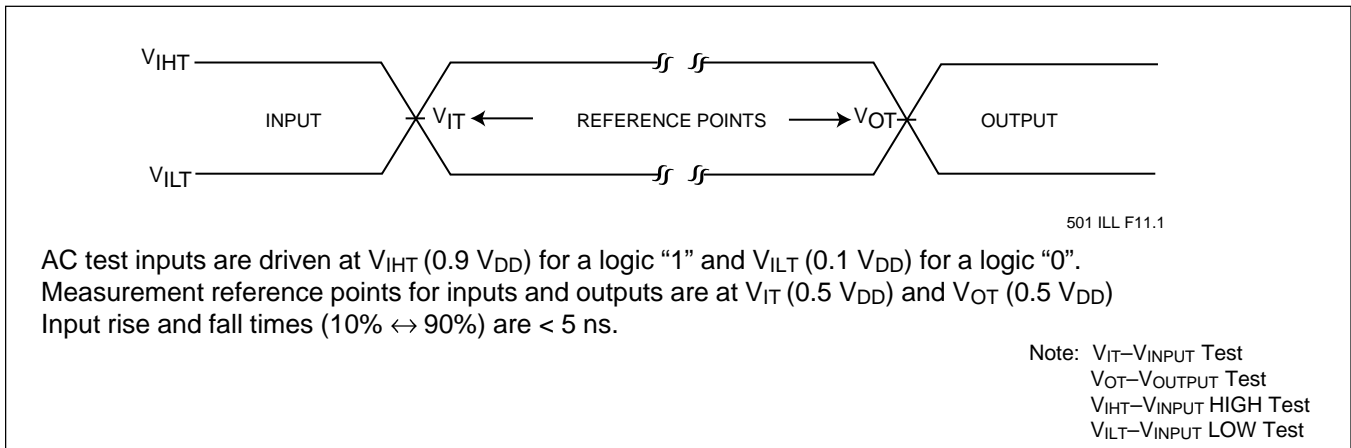 VIHT
INPUT VIT REFERENCE POINTS VOT OUTPUT
VILT
501 ILL F11.1
AC test inputs are driven at VIHT (0.9 VDD) for a logic “1” and VILT (0.1 VDD) for a logic “0”.
Measurement reference points for inputs and outputs are at VIT (0.5 VDD) and VOT (0.5 VDD)
Input rise and fall times (10% ↔ 90%) are < 5 ns.
Note: VIT–VINPUT Test
VOT–VOUTPUT Test
VIHT–VINPUT HIGH Test
VILT–VINPUT LOW Test